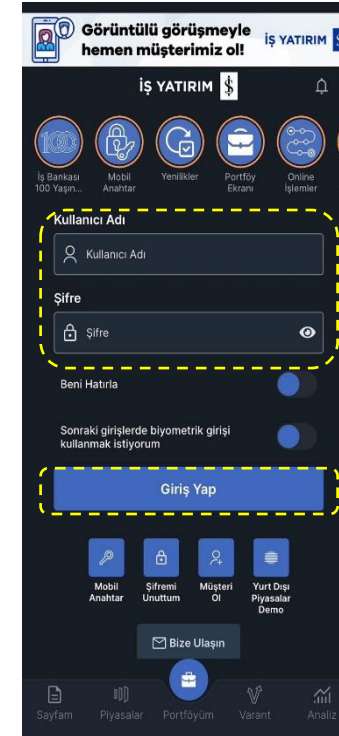 Görüntülü görüşmeyle
hemen müşterimiz ol!
İŞ YATIRIM
İŞ YATIRIM
100
İş Bankası
100 Yaşın...
Mobil
Anahtar
Yenilikler
Portföy
Ekranı
Online
İşlemler
Kullanıcı Adı
Kullanıcı Adı
Şifre
Şifre
Beni Hatırla
Sonraki girişlerde biyometrik girişi
kullanmak istiyorum
Giriş Yap
Mobil
Anahtar
Şifremi
Unuttum
Müşteri
Ol
Yurt Dışı
Piyasalar
Demo
Bize Ulaşın
Sayfam
Piyasalar
Portföyüm
Varant
Analiz